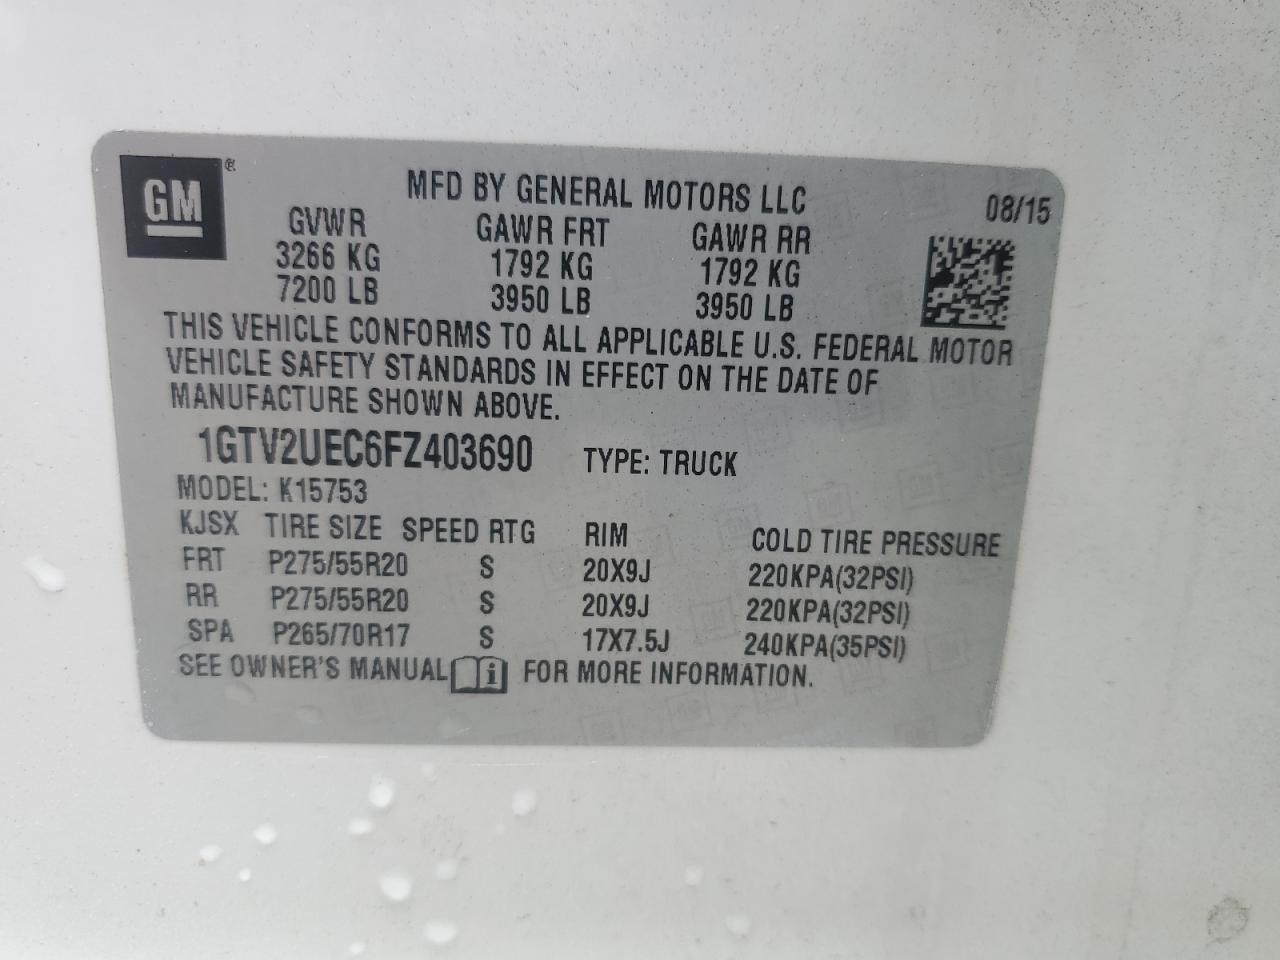 GM ®
MFD BY GENERAL MOTORS LLC 08/15
GVWR GAWR FRT GAWR RR
3266 KG 1792 KG 1792 KG
7200 LB 3950 LB 3950 LB
THIS VEHICLE CONFORMS TO ALL APPLICABLE U.S. FEDERAL MOTOR
VEHICLE SAFETY STANDARDS IN EFFECT ON THE DATE OF
MANUFACTURE SHOWN ABOVE.
1GTV2UEC6FZ403690 TYPE: TRUCK
MODEL: K15753
KJSX TIRE SIZE SPEED RTG RIM COLD TIRE PRESSURE
FRT P275/55R20 S 20X9J 220KPA(32PSI)
RR P275/55R20 S 20X9J 220KPA(32PSI)
SPA P265/70R17 S 17X7.5J 240KPA(35PSI)
SEE OWNER'S MANUAL i FOR MORE INFORMATION.